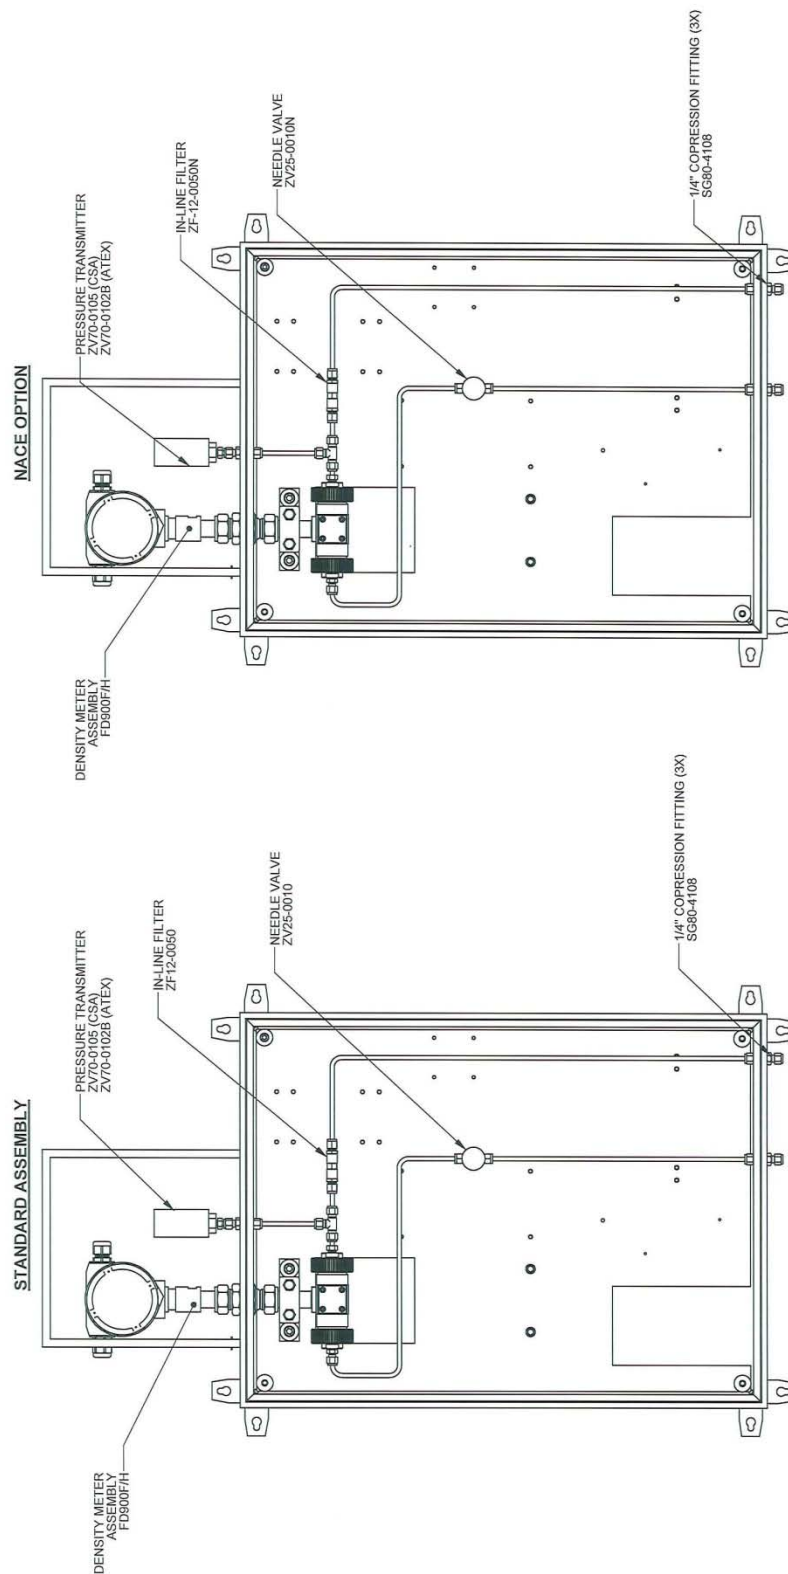 STANDARD ASSEMBLY
DENSITY METER
ASSEMBLY
FD900F/H
PRESSURE TRANSMITTER
ZV70-0105 (CSA)
ZV70-0102B (ATEX)
IN-LINE FILTER
ZF12-0050
NEEDLE VALVE
ZV25-0010
1/4" COPRESSION FITTING (3X)
SG80-4108
NACE OPTION
DENSITY METER
ASSEMBLY
FD900F/H
PRESSURE TRANSMITTER
ZV70-0105 (CSA)
ZV70-0102B (ATEX)
IN-LINE FILTER
ZF-12-0050N
NEEDLE VALVE
ZV25-0010N
1/4" COPRESSION FITTING (3X)
SG80-4108